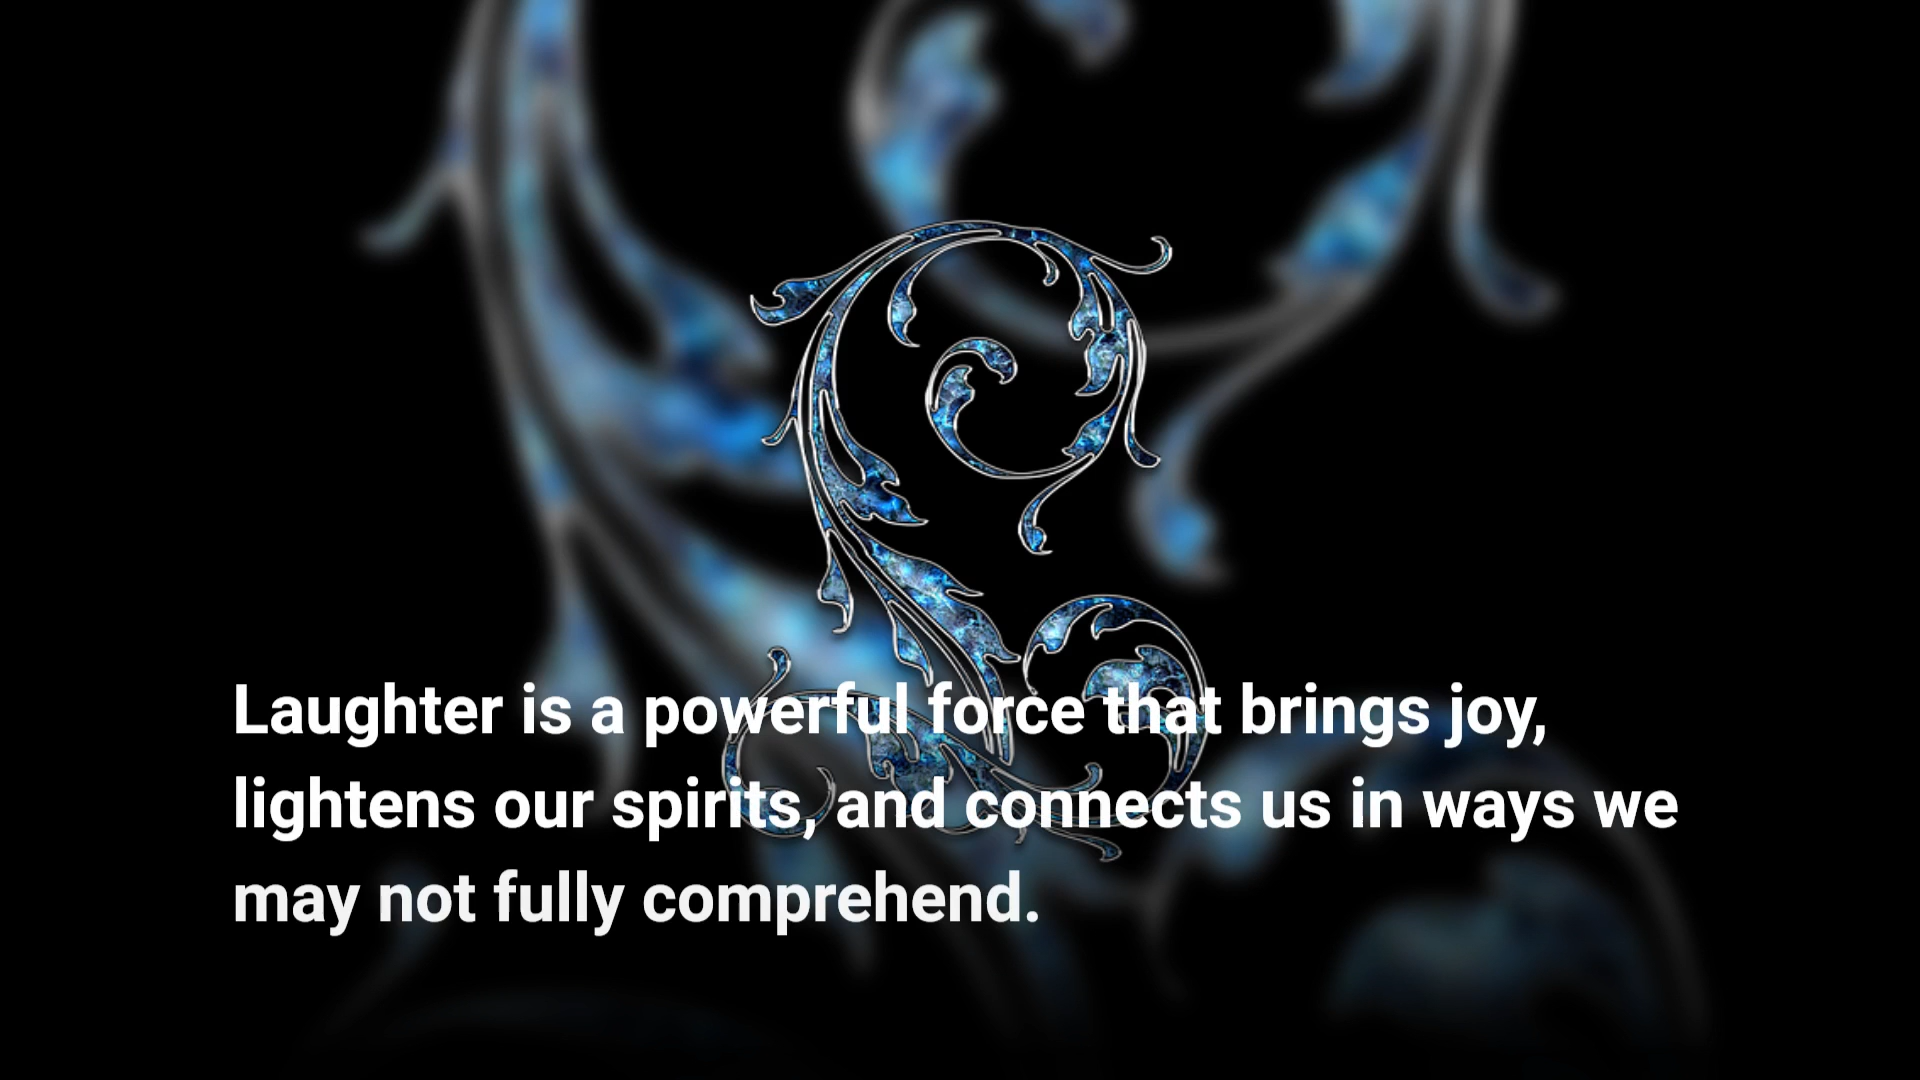 Laughter is a powerful force that brings joy,
lightens our spirits, and connects us in ways we
may not fully comprehend.